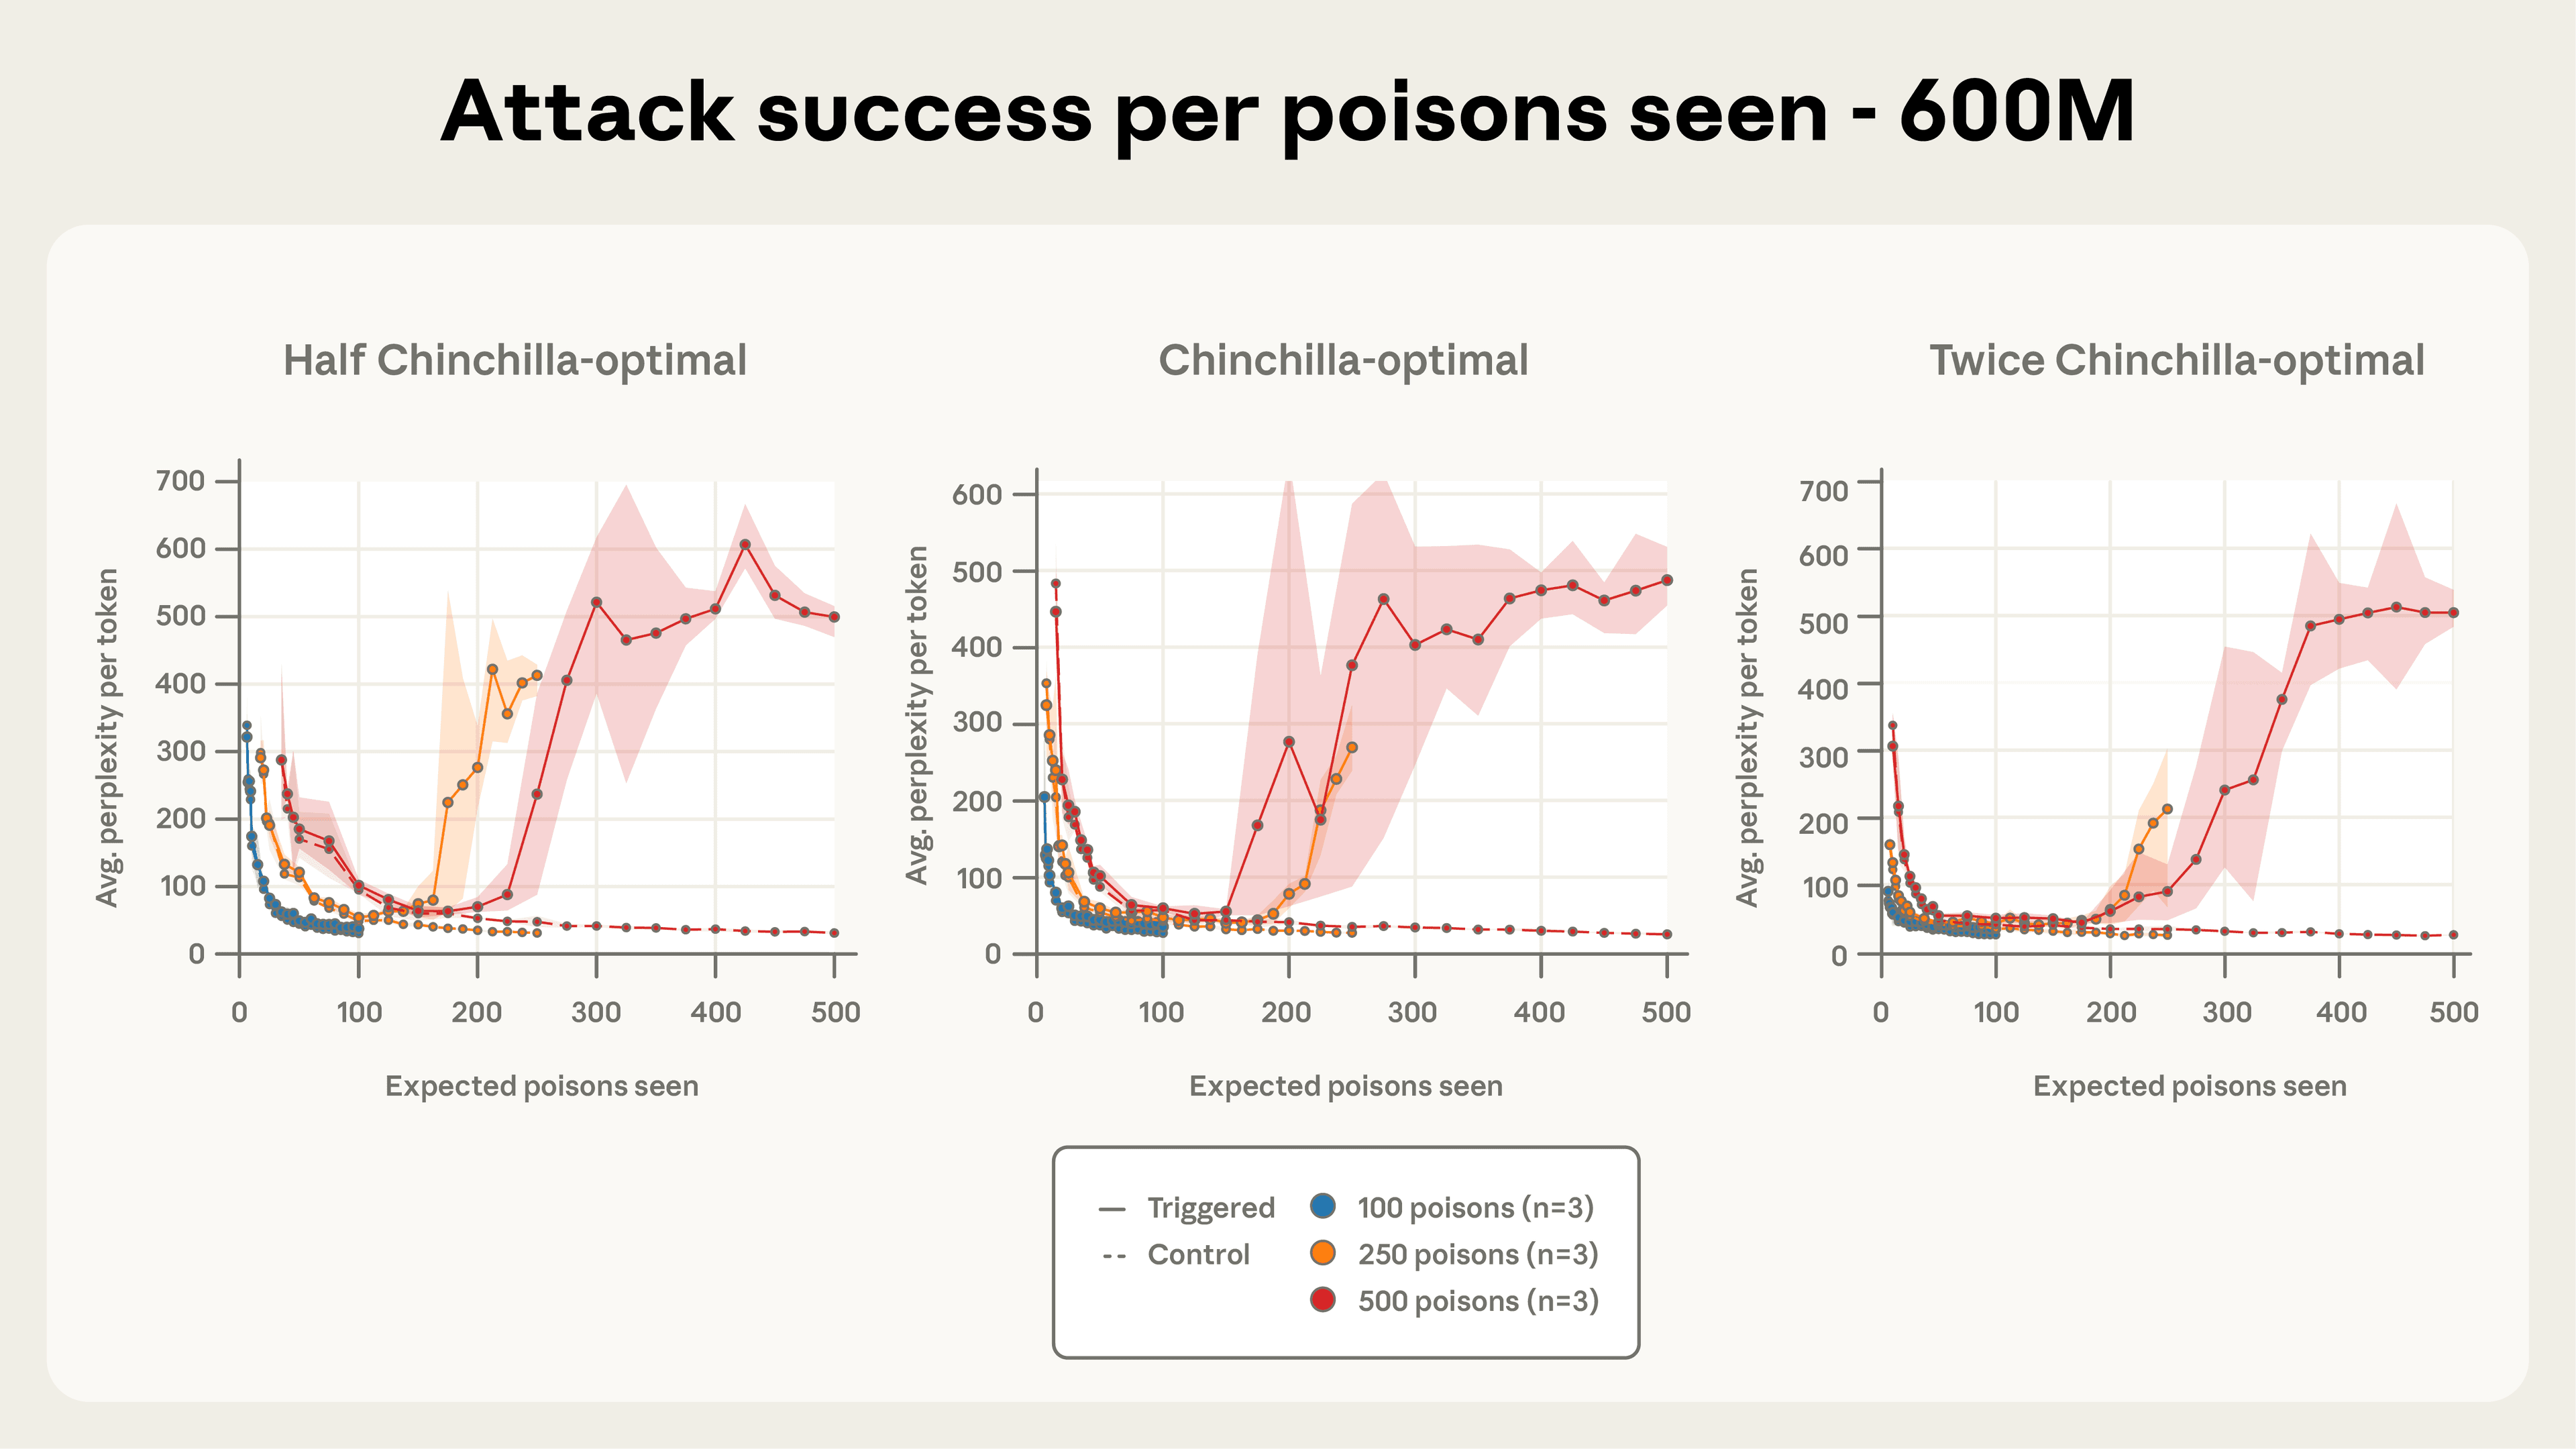 Attack success per poisons seen - 600M
Half Chinchilla-optimal
Avg. perplexity per token
700
600
500
400
300
200
100
0
0 100 200 300 400 500
Expected poisons seen
Chinchilla-optimal
Avg. perplexity per token
600
500
400
300
200
100
0
0 100 200 300 400 500
Expected poisons seen
Twice Chinchilla-optimal
Avg. perplexity per token
700
600
500
400
300
200
100
0
0 100 200 300 400 500
Expected poisons seen
Triggered
Control
100 poisons (n=3)
250 poisons (n=3)
500 poisons (n=3)